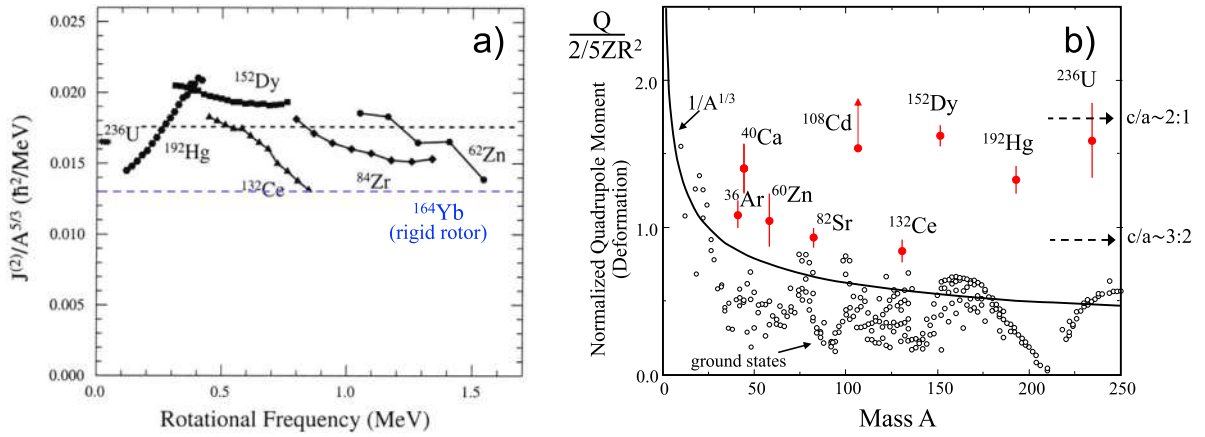 a)
0.025
0.020
0.015
0.010
0.005
0.000
J(2)/A5/3 (ħ2/MeV)
152Dy
236U
192Hg
132Ce
84Zr
62Zn
164Yb
(rigid rotor)
0.0
0.5
1.0
1.5
Rotational Frequency (MeV)
b)
Q
2/5ZR2
2.0
1.0
0.0
Normalized Quadrupole Moment
(Deformation)
1/A1/3
40Ca
36Ar
60Zn
108Cd
82Sr
152Dy
132Ce
192Hg
236U
c/a~2:1
c/a~3:2
ground states
0
50
100
150
200
250
Mass A